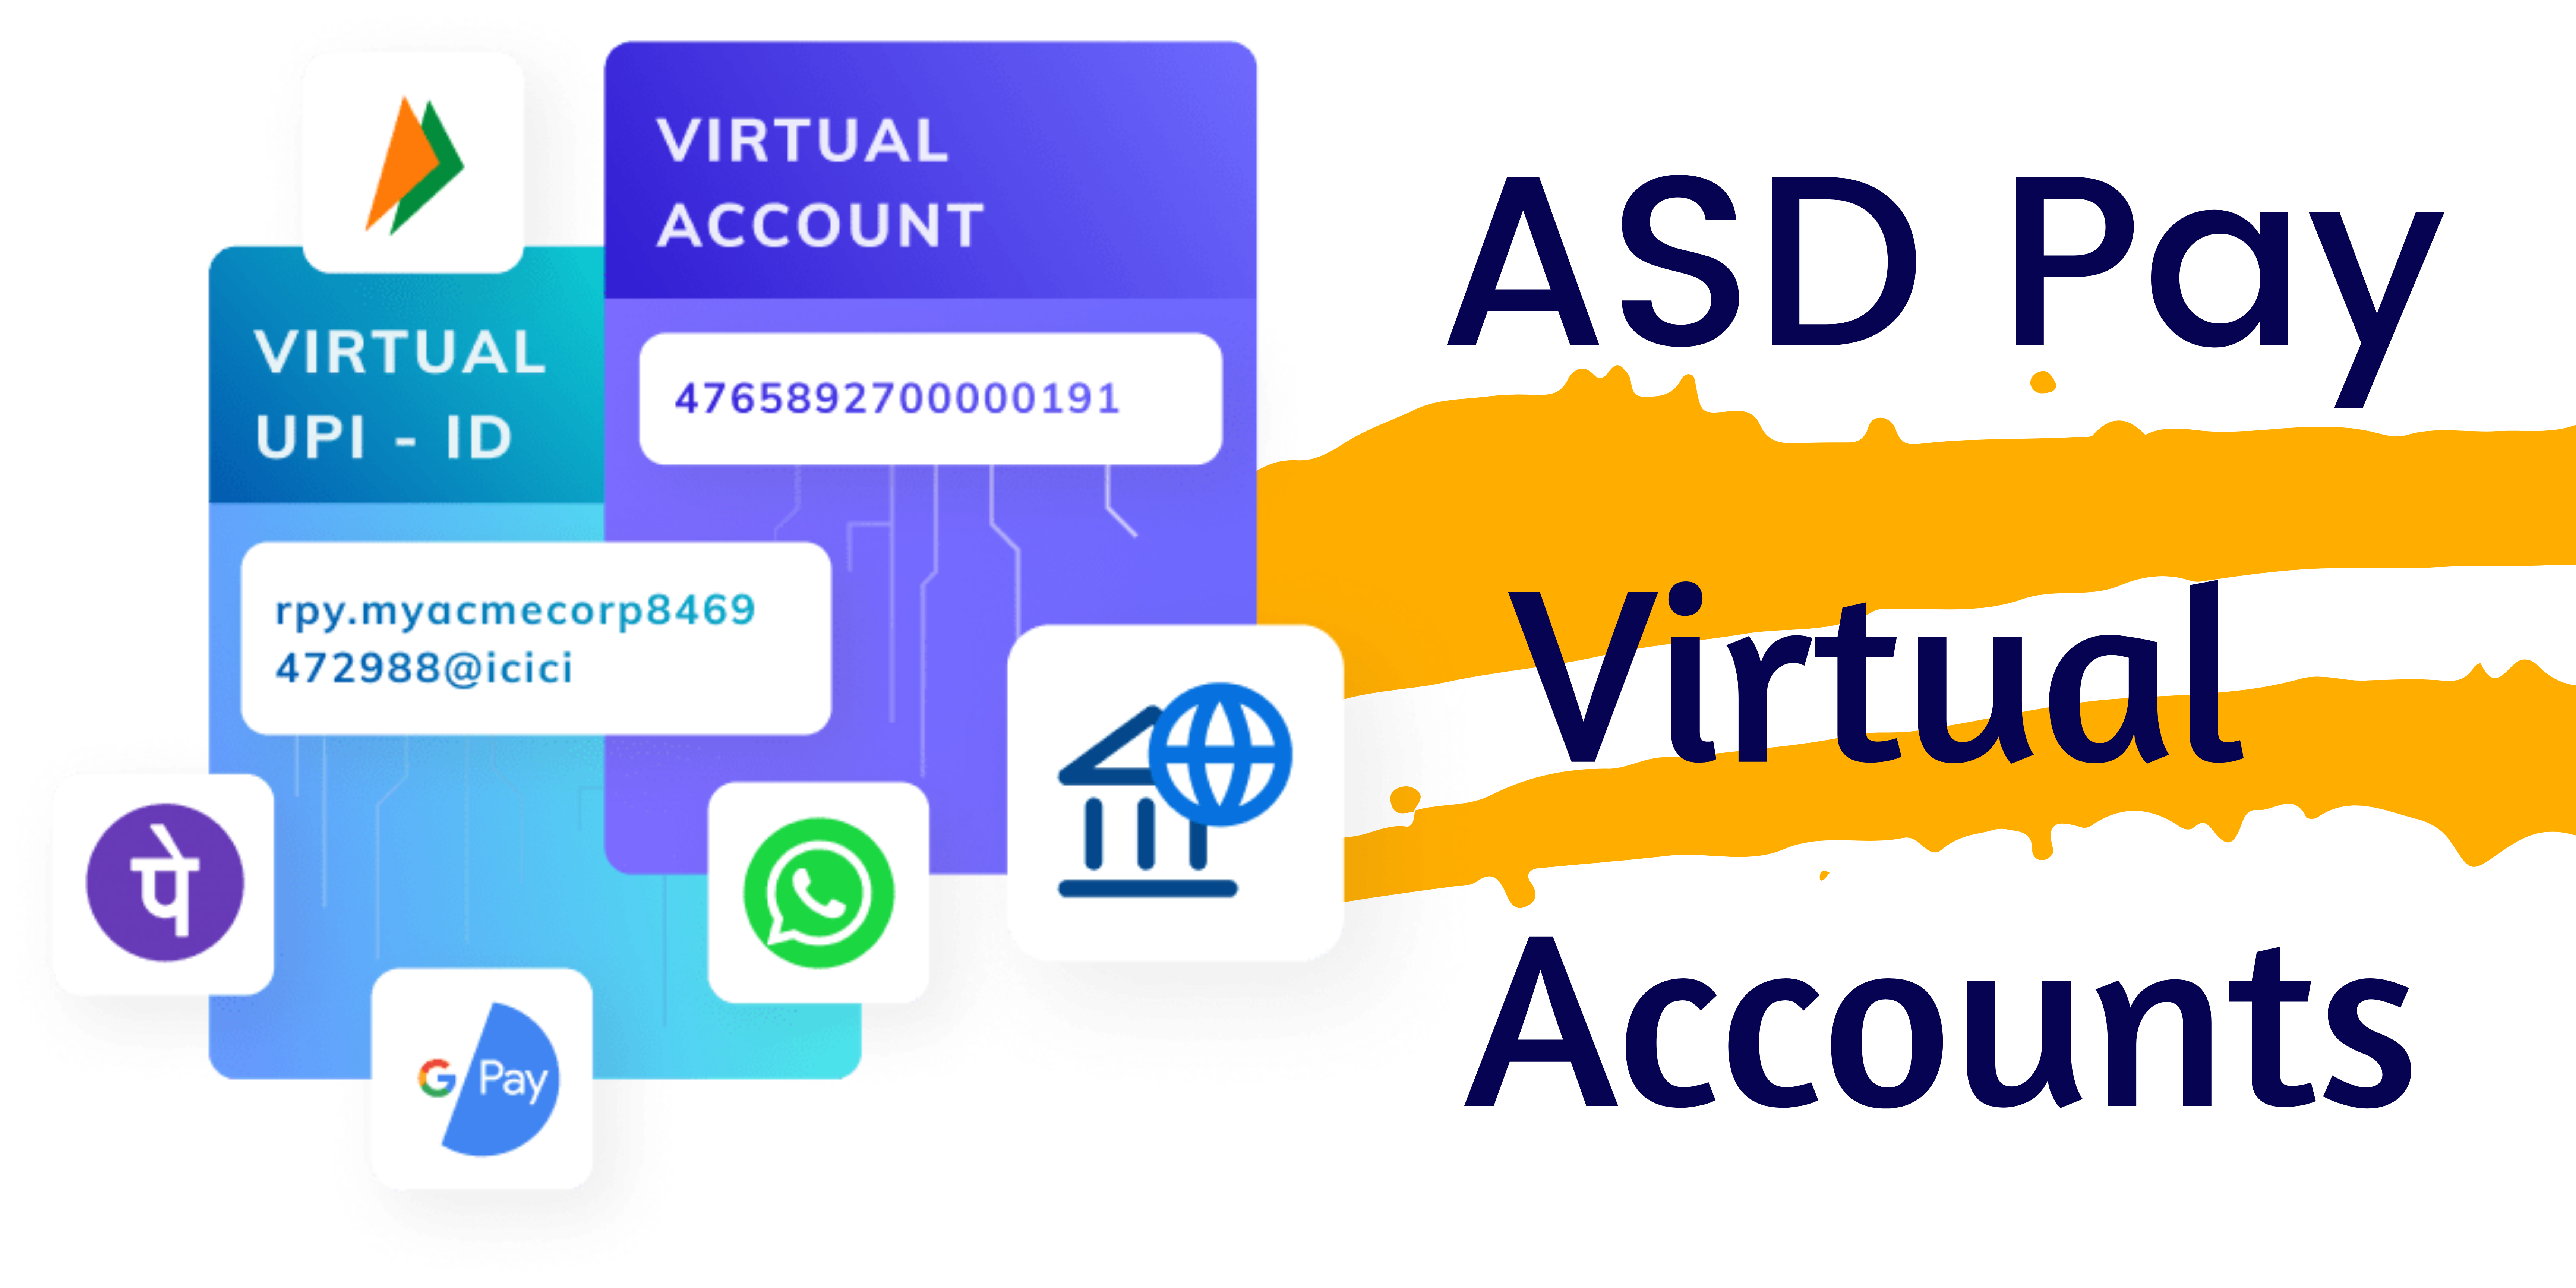 VIRTUAL
ACCOUNT
4765892700000191
VIRTUAL
UPI - ID
rpy.myacmecorp8469
472988@icici
पे
G Pay
ASD Pay
Virtual
Accounts